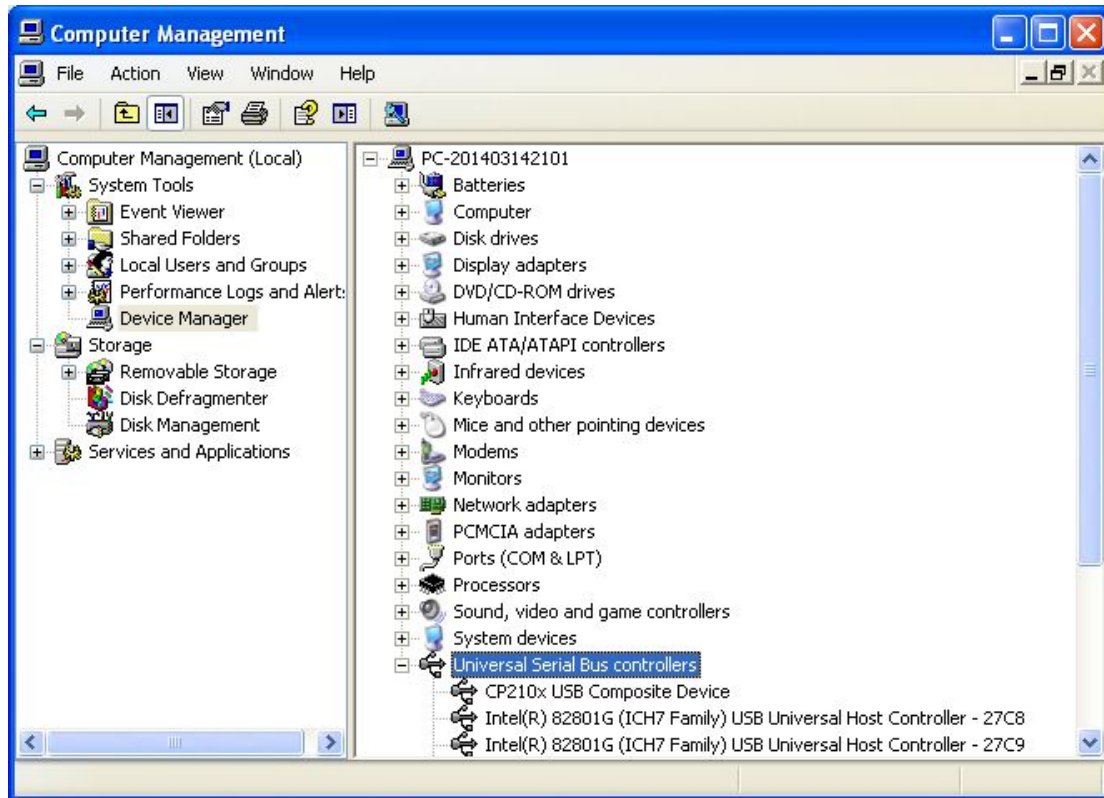 Computer Management
File Action View Window Help
Computer Management (Local)
System Tools
Event Viewer
Shared Folders
Local Users and Groups
Performance Logs and Alert
Device Manager
Storage
Removable Storage
Disk Defragmenter
Disk Management
Services and Applications
PC-201403142101
Batteries
Computer
Disk drives
Display adapters
DVD/CD-ROM drives
Human Interface Devices
IDE ATA/ATAPI controllers
Infrared devices
Keyboards
Mice and other pointing devices
Modems
Monitors
Network adapters
PCMCIA adapters
Ports (COM & LPT)
Processors
Sound, video and game controllers
System devices
Universal Serial Bus controllers
CP210x USB Composite Device
Intel(R) 82801G (ICH7 Family) USB Universal Host Controller - 27C8
Intel(R) 82801G (ICH7 Family) USB Universal Host Controller - 27C9